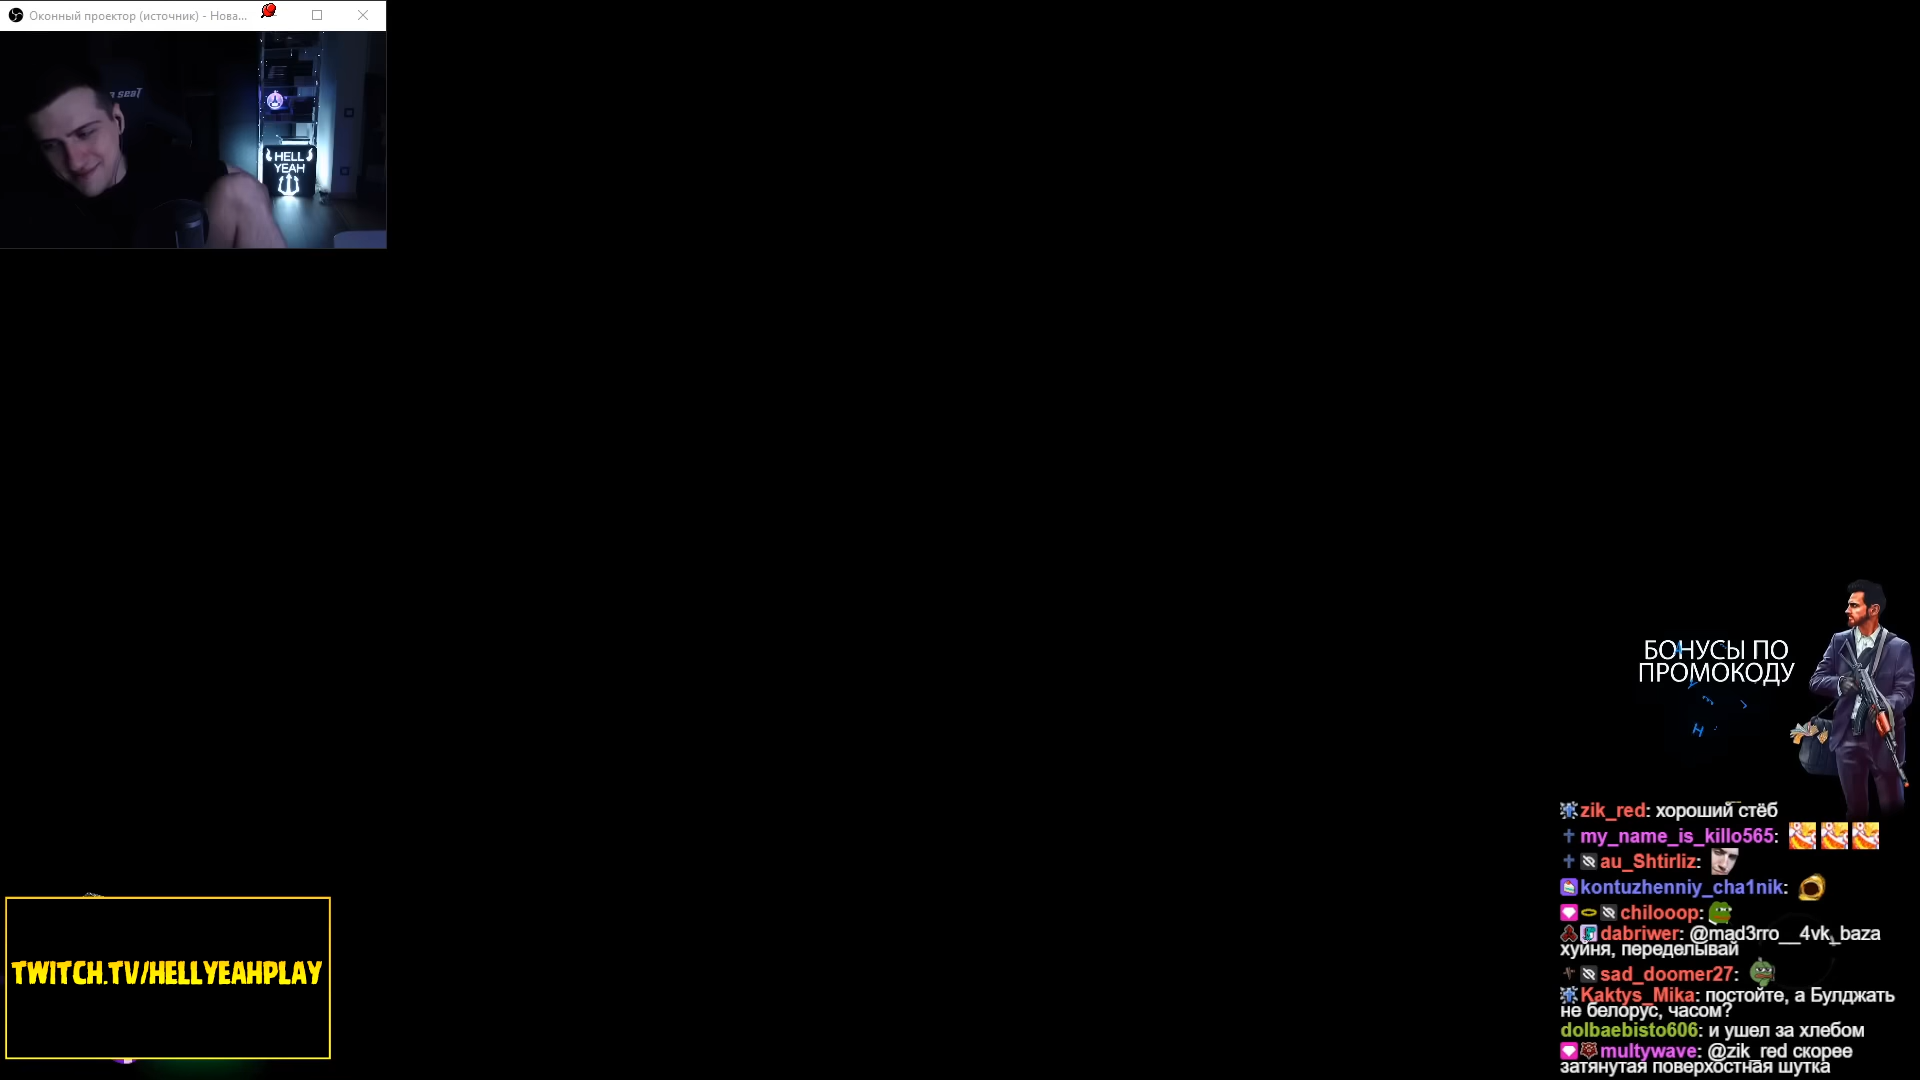 Оконный проектор (источник) - Нова...
HELL
YEAH
БОНУСЫ ПО
ПРОМОКОДУ
zik_red: хороший стёб
my_name_is_killo565:
au_Shtirliz:
kontuzhenniy_cha1nik:
chilooop:
dabriwer: @mad3rro__4vk_baza
хуйня, переделывай
sad_doomer27:
Kaktys_Mika: постойте, а Булджать
не белорус, часом?
dolbaebisto606: и ушел за хлебом
multywave: @zik_red скорее
затянутая поверхостная шутка
TWITCH.TV/HELLYEAHPLAY